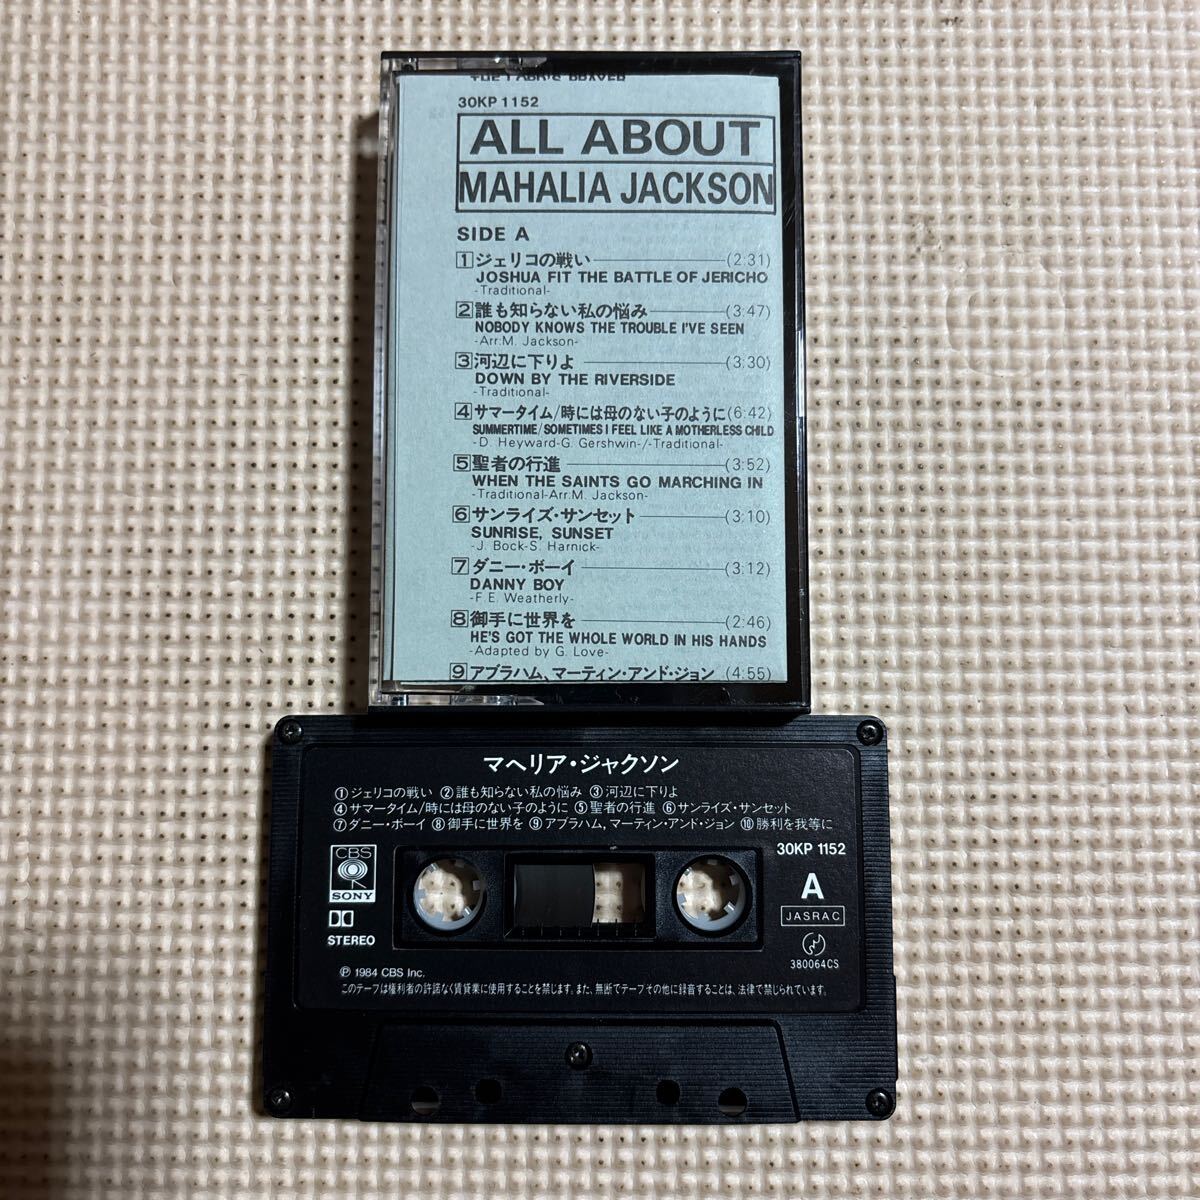 THE LORD'S PRAYER
30KP 1152
ALL ABOUT
MAHALIA JACKSON
SIDE A
1 ジェリコの戦い (2:31)
JOSHUA FIT THE BATTLE OF JERICHO
-Traditional-
2 誰も知らない私の悩み (3:47)
NOBODY KNOWS THE TROUBLE I'VE SEEN
-Arr.M. Jackson-
3 河辺に下りよ (3:30)
DOWN BY THE RIVERSIDE
-Traditional-
4 サマータイム/時には母のない子のように (6:42)
SUMMERTIME/SOMETIMES I FEEL LIKE A MOTHERLESS CHILD
-D. Heyward-G. Gershwin-/-Traditional-
5 聖者の行進 (3:52)
WHEN THE SAINTS GO MARCHING IN
-Traditional-Arr.M. Jackson-
6 サンライズ・サンセット (3:10)
SUNRISE, SUNSET
-J. Bock-S. Harnick-
7 ダニー・ボーイ (3:12)
DANNY BOY
-F.E. Weatherly-
8 御手に世界を (2:46)
HE'S GOT THE WHOLE WORLD IN HIS HANDS
-Adapted by G. Love-
9 アブラハム、マーティン・アンド・ジョン (4:55)
マヘリア・ジャクソン
①ジェリコの戦い ②誰も知らない私の悩み ③河辺に下りよ
④サマータイム/時には母のない子のように ⑤聖者の行進 ⑥サンライズ・サンセット
⑦ダニー・ボーイ ⑧御手に世界を ⑨アブラハム,マーティン・アンド・ジョン ⑩勝利を我等に
30KP 1152
CBS
SONY
A
JASRAC
STEREO
380064CS
Ⓟ 1984 CBS Inc.
このテープは権利者の許諾なく賃貸業に使用することを禁じます。また、無断でテープその他に録音することは、法律で禁じられています。